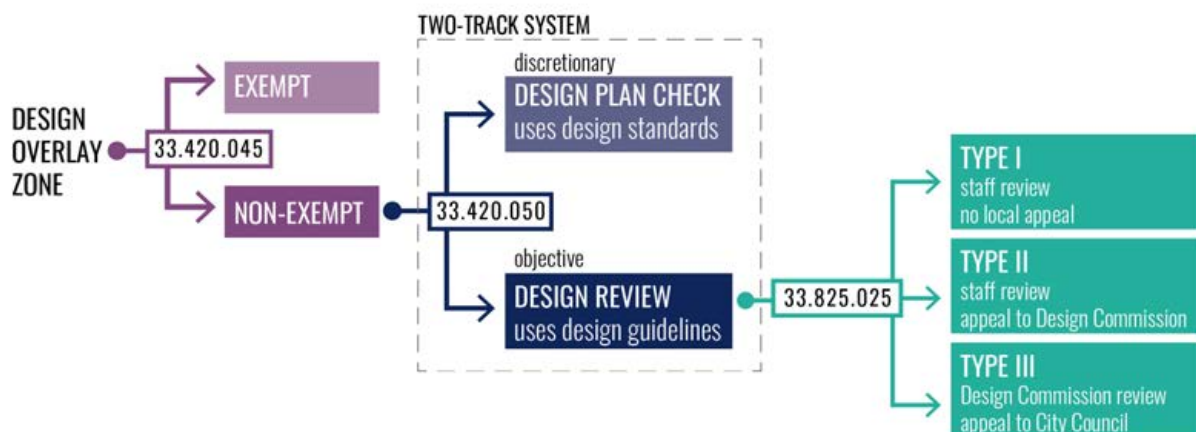 TWO-TRACK SYSTEM
DESIGN
OVERLAY
ZONE
33.420.045
EXEMPT
NON-EXEMPT
33.420.050
discretionary
DESIGN PLAN CHECK
uses design standards
objective
DESIGN REVIEW
uses design guidelines
33.825.025
TYPE I
staff review
no local appeal
TYPE II
staff review
appeal to Design Commission
TYPE III
Design Commission review
appeal to City Council